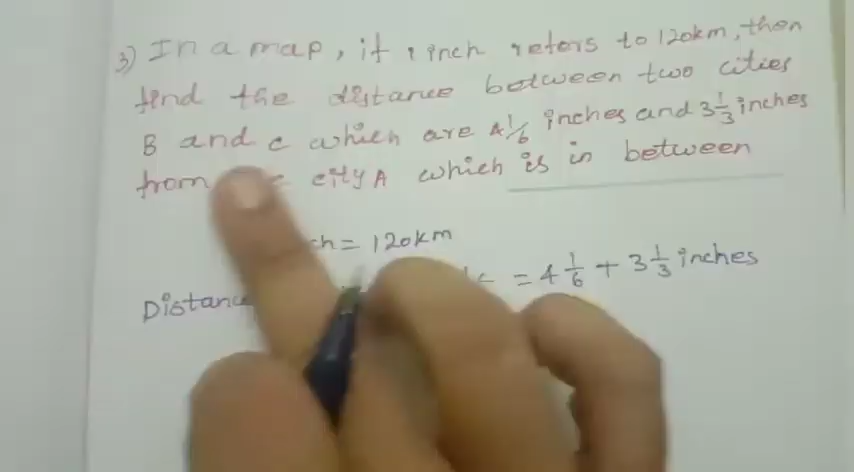 3) In a map, if 1 inch refers to 120km, then
find the distance between two cities
B and C which are 4 1/6 inches and 3 1/3 inches
from city A which is in between
= 120km
Distance = 4 1/6 + 3 1/3 inches